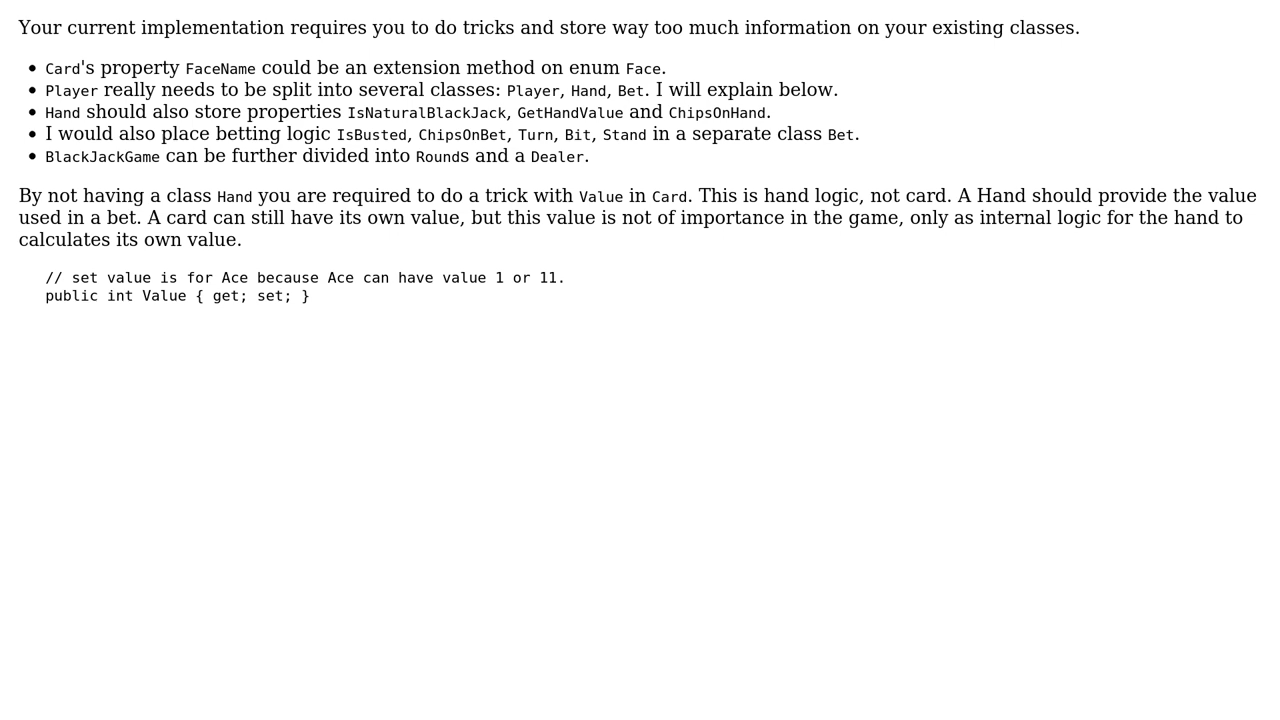 Your current implementation requires you to do tricks and store way too much information on your existing classes.
• Card's property FaceName could be an extension method on enum Face.
• Player really needs to be split into several classes: Player, Hand, Bet. I will explain below.
• Hand should also store properties IsNaturalBlackJack, GetHandValue and ChipsOnHand.
• I would also place betting logic IsBusted, ChipsOnBet, Turn, Bit, Stand in a separate class Bet.
• BlackJackGame can be further divided into Rounds and a Dealer.
By not having a class Hand you are required to do a trick with Value in Card. This is hand logic, not card. A Hand should provide the value
used in a bet. A card can still have its own value, but this value is not of importance in the game, only as internal logic for the hand to
calculates its own value.
// set value is for Ace because Ace can have value 1 or 11.
public int Value { get; set; }